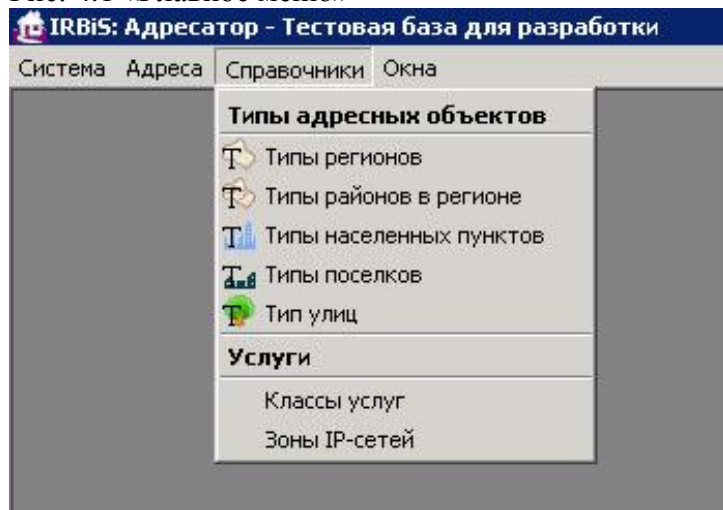 IRBiS: Адресатор - Тестовая база для разработки
Система Адреса Справочники Окна
Типы адресных объектов
Типы регионов
Типы районов в регионе
Типы населенных пунктов
Типы поселков
Тип улиц
Услуги
Классы услуг
Зоны IP-сетей